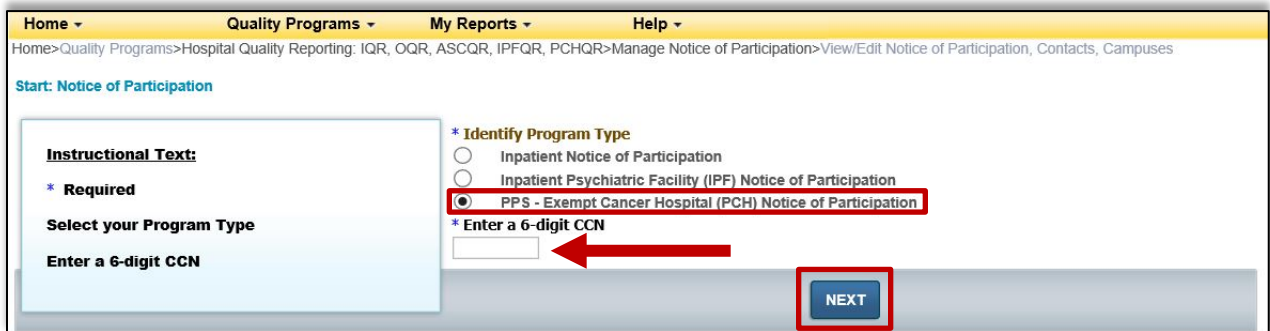 Home Quality Programs My Reports Help
Home>Quality Programs>Hospital Quality Reporting: IQR, OQR, ASCQR, IPFQR, PCHQR>Manage Notice of Participation>View/Edit Notice of Participation, Contacts, Campuses
Start: Notice of Participation
Instructional Text:
* Required
Select your Program Type
Enter a 6-digit CCN
* Identify Program Type
Inpatient Notice of Participation
Inpatient Psychiatric Facility (IPF) Notice of Participation
PPS - Exempt Cancer Hospital (PCH) Notice of Participation
* Enter a 6-digit CCN
NEXT